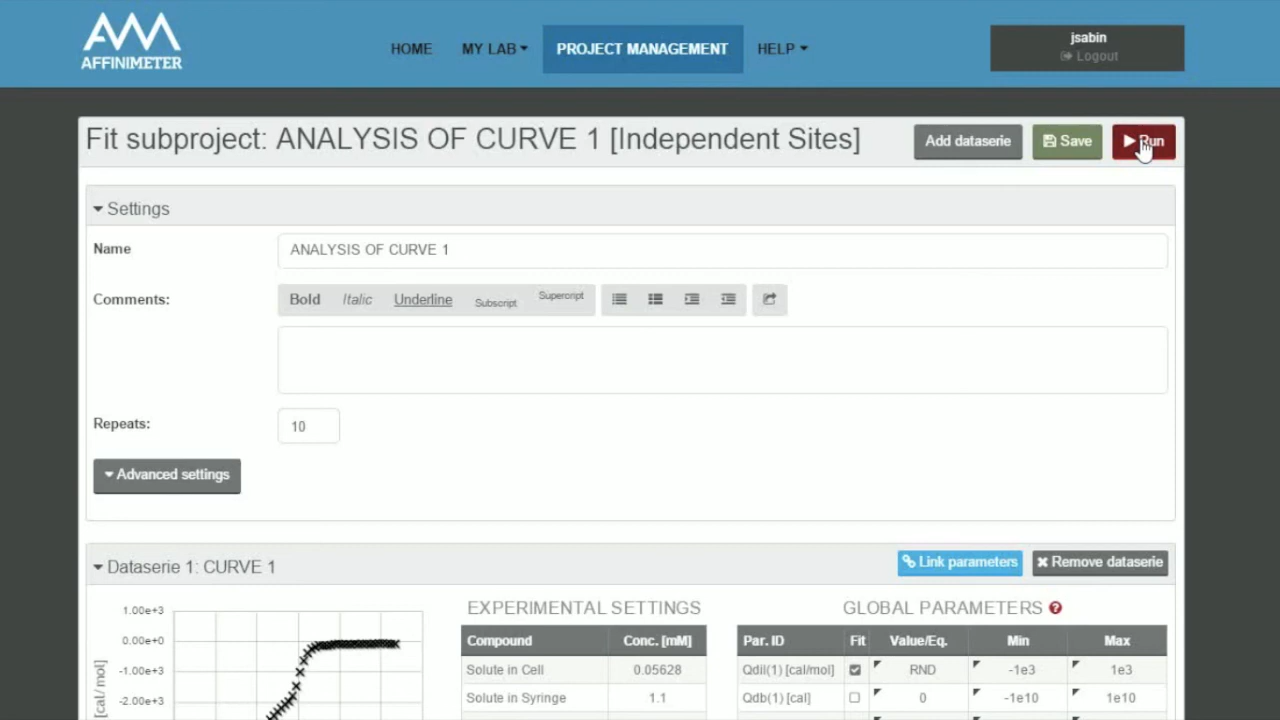 AFFINIMETER
HOME MY LAB PROJECT MANAGEMENT HELP
jsabin
Logout
Fit subproject: ANALYSIS OF CURVE 1 [Independent Sites]
Add dataserie Save Run
Settings
Name
ANALYSIS OF CURVE 1
Comments:
Bold Italic Underline Subscript Superscript
Repeats:
10
Advanced settings
Dataserie 1: CURVE 1
Link parameters Remove dataserie
1.00e+3
0.00e+0
-1.00e+3
-2.00e+3
[cal/mol]
EXPERIMENTAL SETTINGS
Compound Conc. [mM]
Solute in Cell 0.05628
Solute in Syringe 1.1
GLOBAL PARAMETERS
Par. ID Fit Value/Eq. Min Max
Qdil(1) [cal/mol] RND -1e3 1e3
Qdb(1) [cal] 0 -1e10 1e10